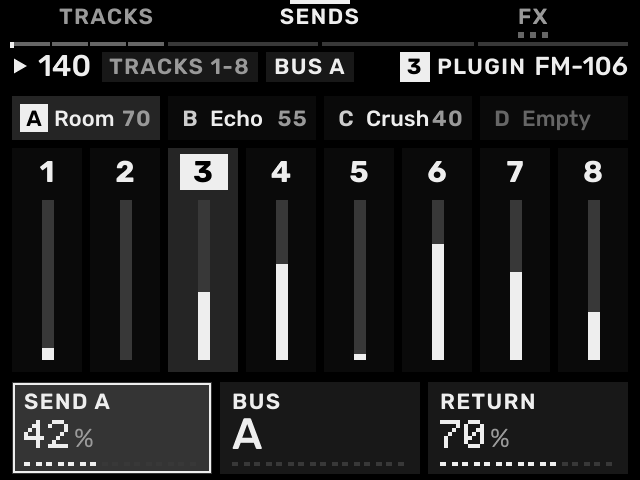 TRACKS SENDS FX
140 TRACKS 1-8 BUS A 3 PLUGIN FM-106
A Room 70 B Echo 55 C Crush 40 D Empty
1 2 3 4 5 6 7 8
SEND A BUS RETURN
42% A 70%